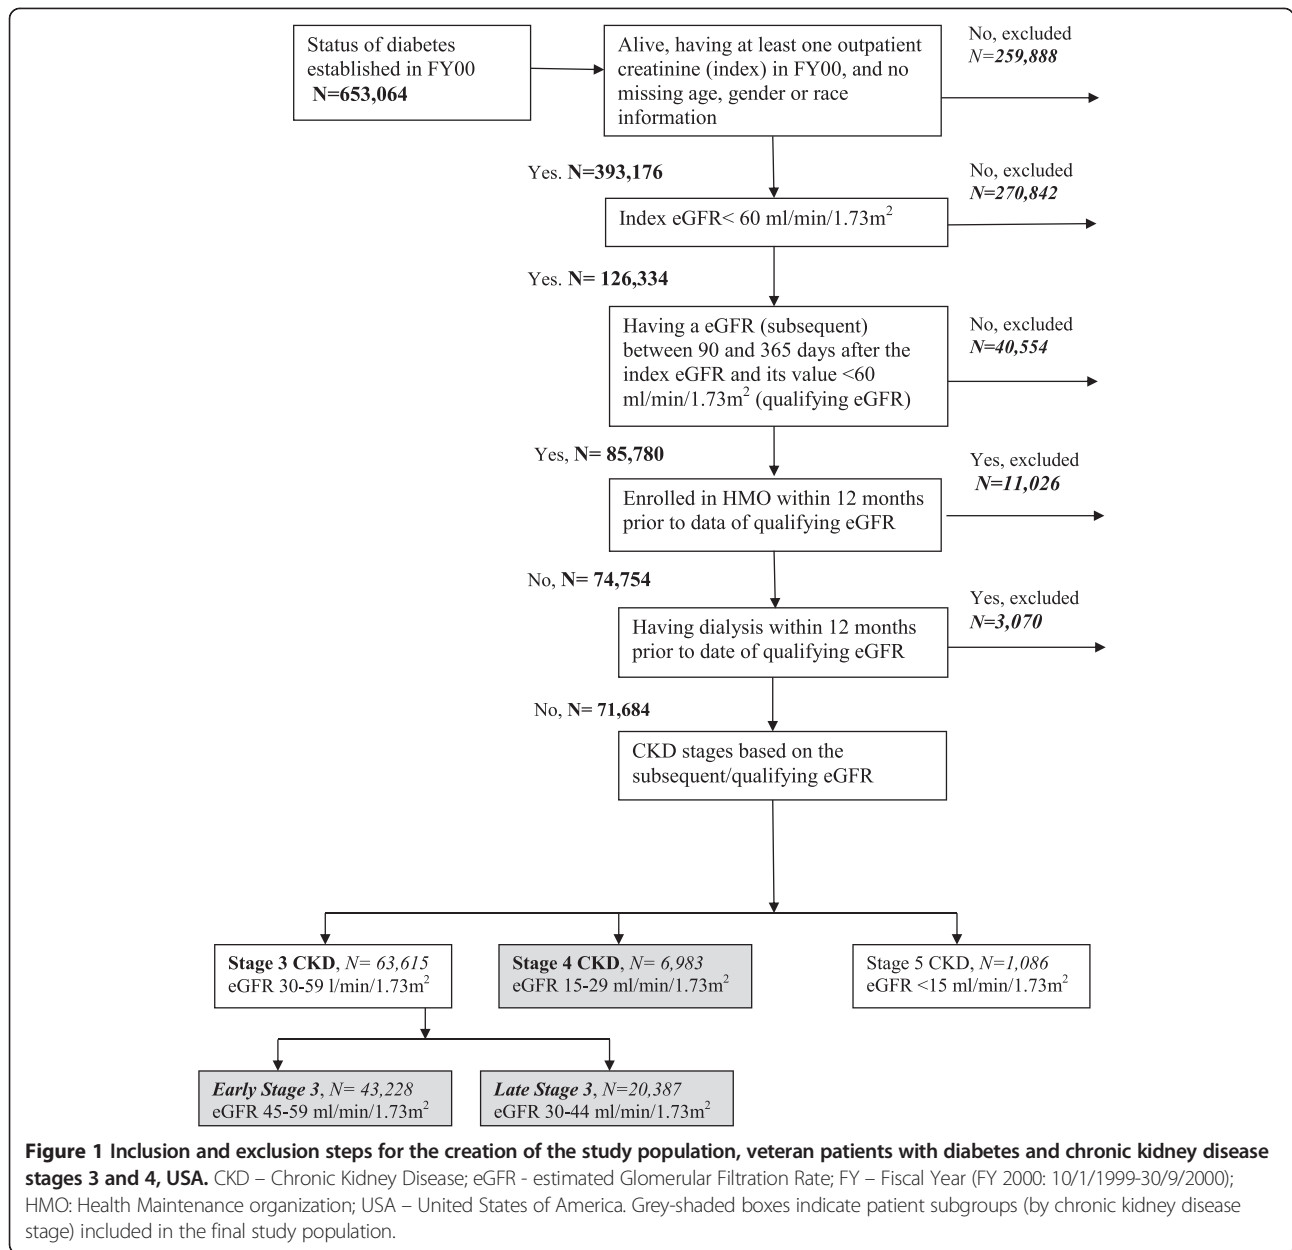 Status of diabetes
established in FY00
N=653,064
Alive, having at least one outpatient
creatinine (index) in FY00, and no
missing age, gender or race
information
No, excluded
N=259,888
Yes. N=393,176
No, excluded
N=270,842
Index eGFR< 60 ml/min/1.73m²
Yes. N= 126,334
Having a eGFR (subsequent)
between 90 and 365 days after the
index eGFR and its value <60
ml/min/1.73m² (qualifying eGFR)
No, excluded
N=40,554
Yes, N= 85,780
Yes, excluded
N=11,026
Enrolled in HMO within 12 months
prior to data of qualifying eGFR
No, N= 74,754
Yes, excluded
N=3,070
Having dialysis within 12 months
prior to date of qualifying eGFR
No, N= 71,684
CKD stages based on the
subsequent/qualifying eGFR
Stage 3 CKD, N= 63,615
eGFR 30-59 l/min/1.73m²
Stage 4 CKD, N= 6,983
eGFR 15-29 ml/min/1.73m²
Stage 5 CKD, N=1,086
eGFR <15 ml/min/1.73m²
Early Stage 3, N= 43,228
eGFR 45-59 ml/min/1.73m²
Late Stage 3, N=20,387
eGFR 30-44 ml/min/1.73m²
Figure 1 Inclusion and exclusion steps for the creation of the study population, veteran patients with diabetes and chronic kidney disease
stages 3 and 4, USA. CKD – Chronic Kidney Disease; eGFR - estimated Glomerular Filtration Rate; FY – Fiscal Year (FY 2000: 10/1/1999-30/9/2000);
HMO: Health Maintenance organization; USA – United States of America. Grey-shaded boxes indicate patient subgroups (by chronic kidney disease
stage) included in the final study population.